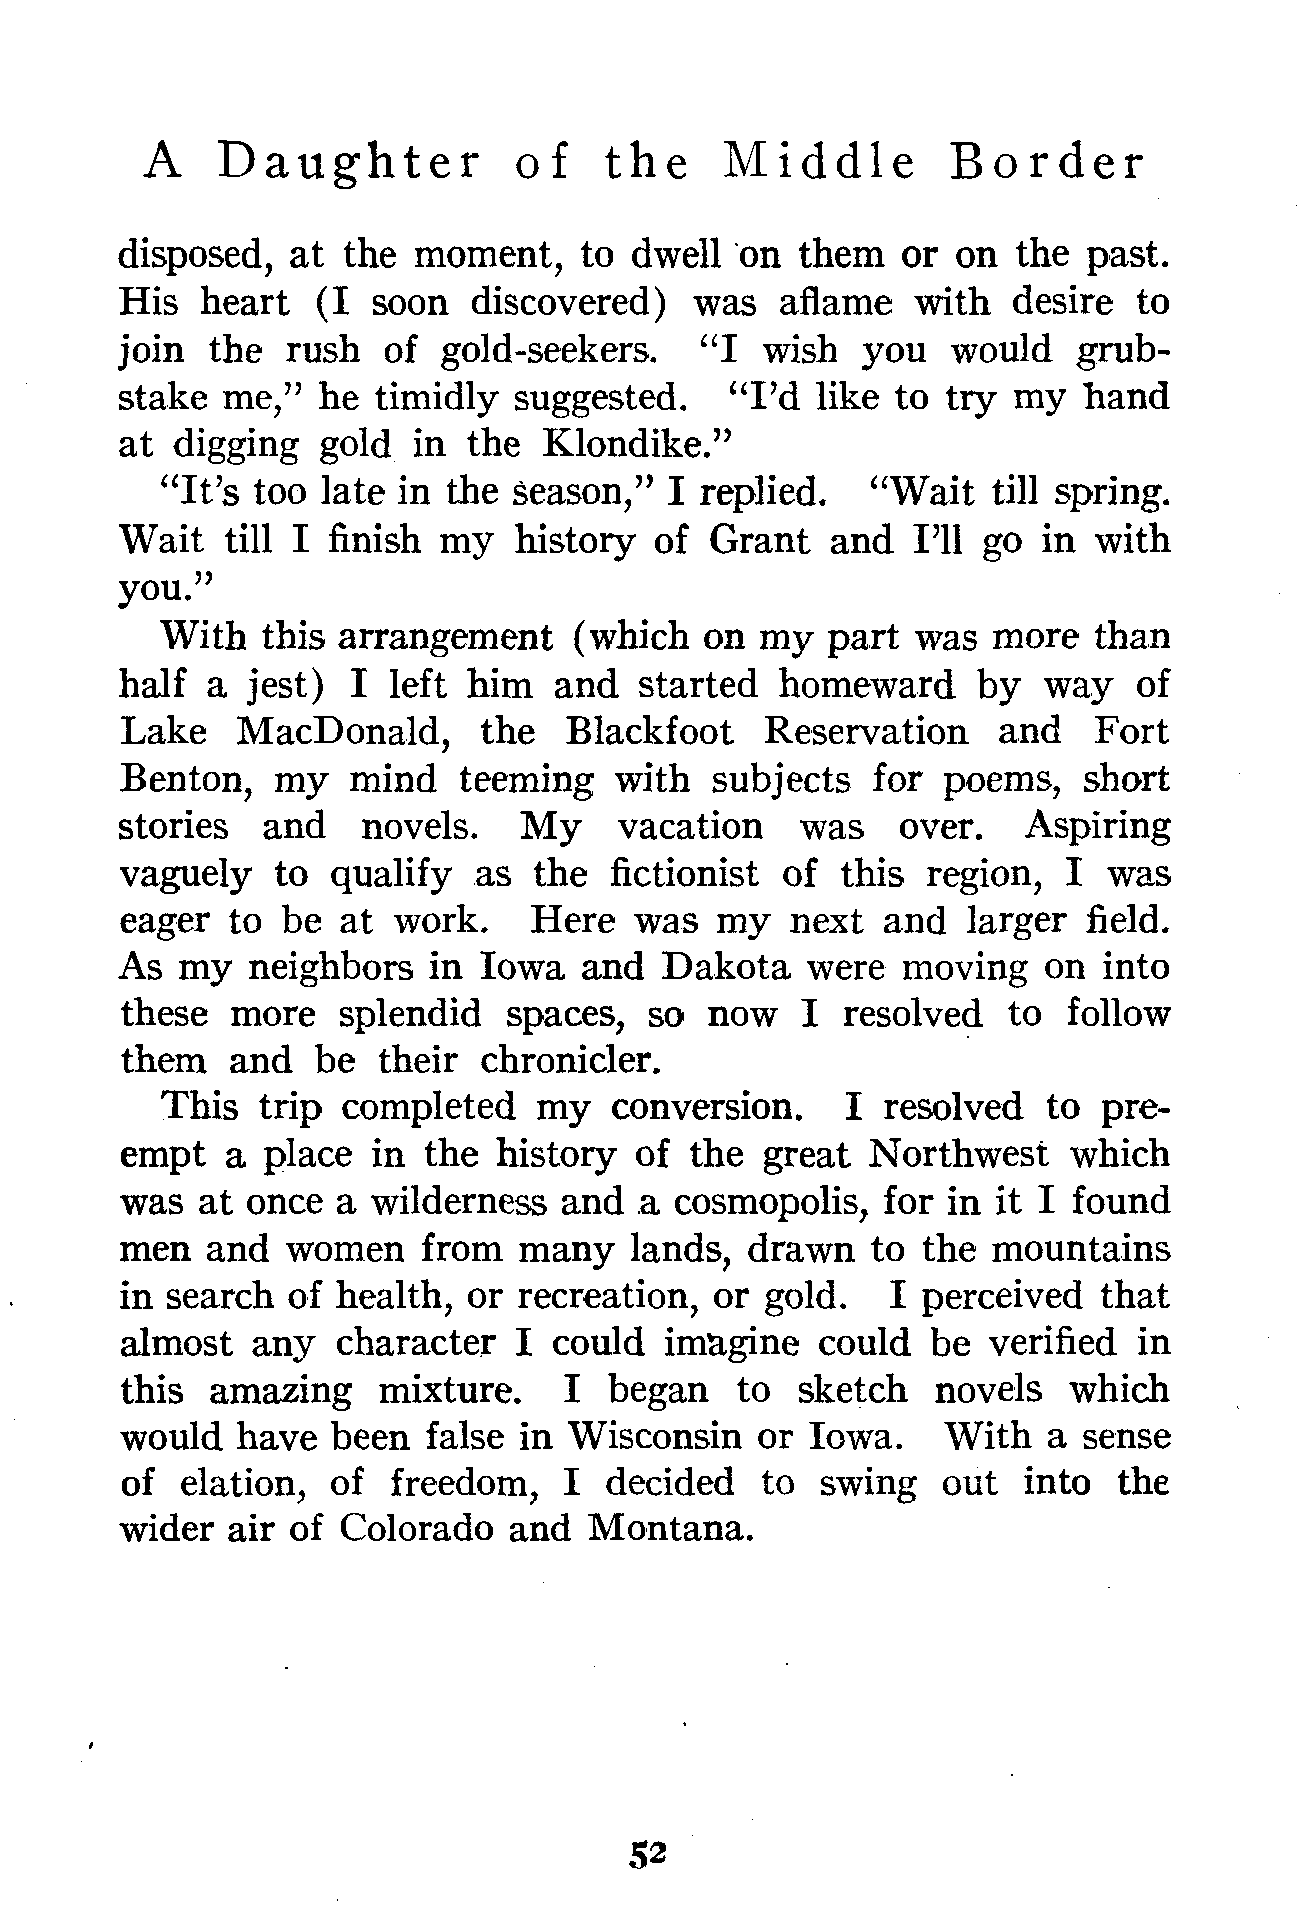 A Daughter of the Middle Border
disposed, at the moment, to dwell on them or on the past.
His heart (I soon discovered) was aflame with desire to
join the rush of gold-seekers. “I wish you would grub-
stake me,” he timidly suggested. “I’d like to try my hand
at digging gold in the Klondike.”
“It’s too late in the season,” I replied. “Wait till spring.
Wait till I finish my history of Grant and I’ll go in with
you.”
With this arrangement (which on my part was more than
half a jest) I left him and started homeward by way of
Lake MacDonald, the Blackfoot Reservation and Fort
Benton, my mind teeming with subjects for poems, short
stories and novels. My vacation was over. Aspiring
vaguely to qualify as the fictionist of this region, I was
eager to be at work. Here was my next and larger field.
As my neighbors in Iowa and Dakota were moving on into
these more splendid spaces, so now I resolved to follow
them and be their chronicler.
This trip completed my conversion. I resolved to pre-
empt a place in the history of the great Northwest which
was at once a wilderness and a cosmopolis, for in it I found
men and women from many lands, drawn to the mountains
in search of health, or recreation, or gold. I perceived that
almost any character I could imagine could be verified in
this amazing mixture. I began to sketch novels which
would have been false in Wisconsin or Iowa. With a sense
of elation, of freedom, I decided to swing out into the
wider air of Colorado and Montana.
52